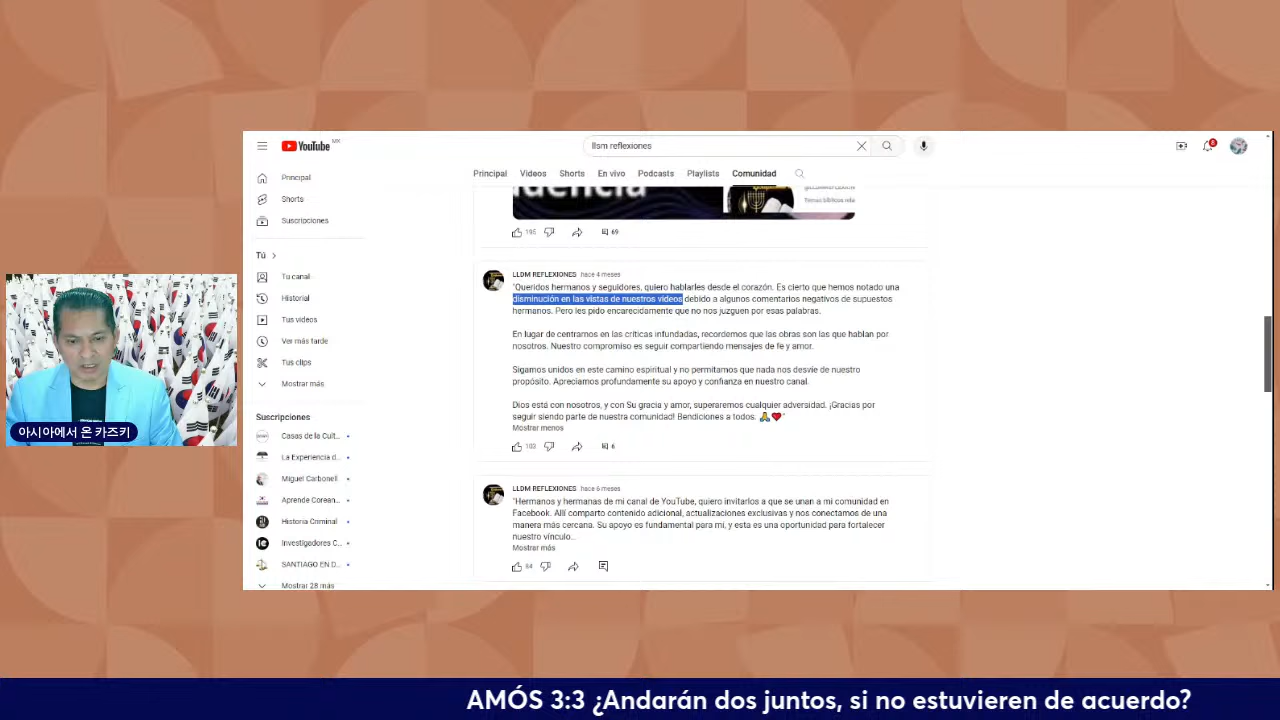 YouTube MX
llsm reflexiones
8
Principal
Videos
Shorts
En vivo
Podcasts
Playlists
Comunidad
Principal
Shorts
Suscripciones
Tú
Tu canal
Historial
Tus videos
Ver más tarde
Tus clips
Mostrar más
Suscripciones
Casas de la Cult...
La Experiencia d...
Miguel Carbonell
Aprende Corean...
Historia Criminal
Investigadores C...
SANTIAGO EN D...
Mostrar 28 más
Temas bíblicos rela
195
69
LLDM REFLEXIONES hace 4 meses
"Queridos hermanos y seguidores, quiero hablarles desde el corazón. Es cierto que hemos notado una
disminución en las vistas de nuestros videos debido a algunos comentarios negativos de supuestos
hermanos. Pero les pido encarecidamente que no nos juzguen por esas palabras.
En lugar de centrarnos en las críticas infundadas, recordemos que las obras son las que hablan por
nosotros. Nuestro compromiso es seguir compartiendo mensajes de fe y amor.
Sigamos unidos en este camino espiritual y no permitamos que nada nos desvíe de nuestro
propósito. Apreciamos profundamente su apoyo y confianza en nuestro canal.
Dios está con nosotros, y con Su gracia y amor, superaremos cualquier adversidad. ¡Gracias por
seguir siendo parte de nuestra comunidad! Bendiciones a todos. 🙏❤️"
Mostrar menos
103
6
LLDM REFLEXIONES hace 6 meses
"Hermanos y hermanas de mi canal de YouTube, quiero invitarlos a que se unan a mi comunidad en
Facebook. Allí comparto contenido adicional, actualizaciones exclusivas y nos conectamos de una
manera más cercana. Su apoyo es fundamental para mí, y esta es una oportunidad para fortalecer
nuestro vínculo...
Mostrar más
84
아시아에서 온 카즈키
AMÓS 3:3 ¿Andarán dos juntos, si no estuvieren de acuerdo?